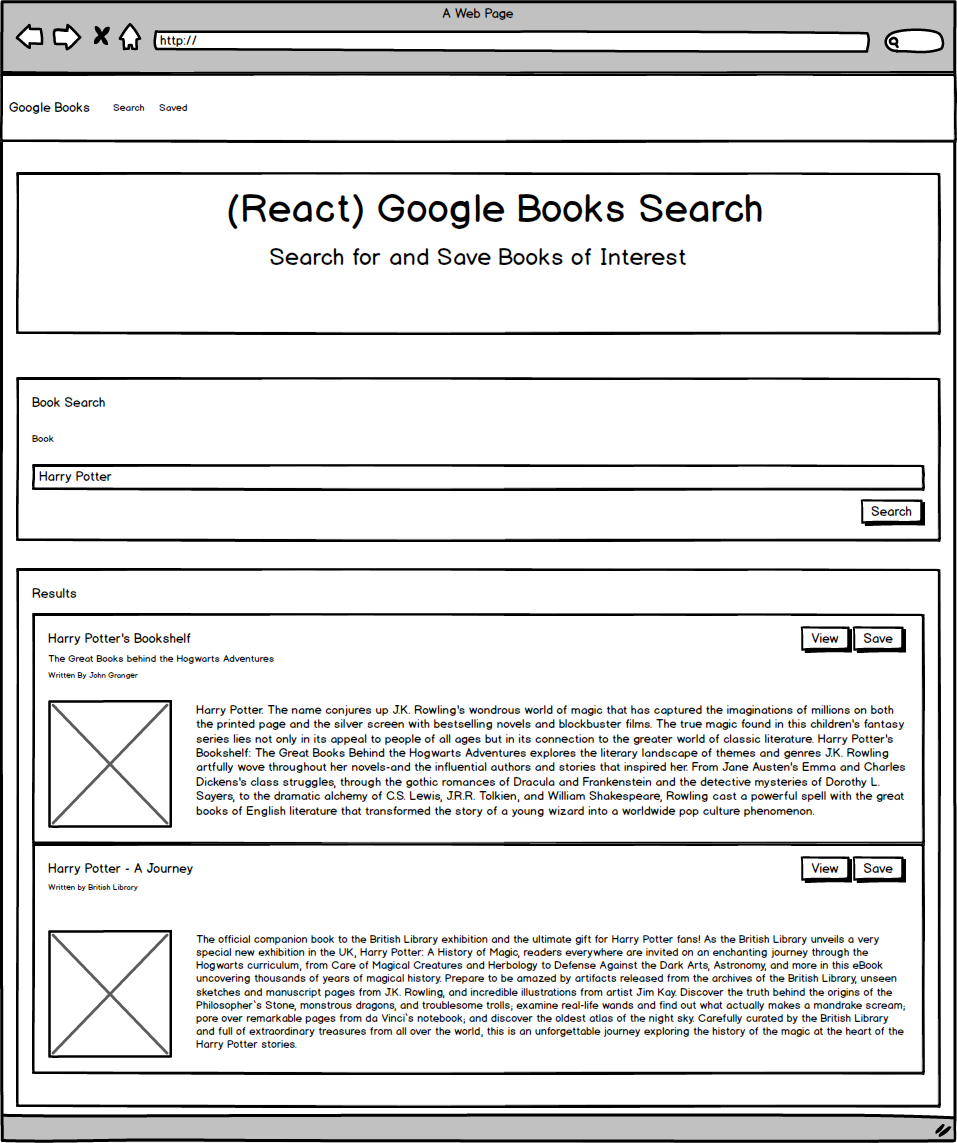 A Web Page
http://
Google Books Search Saved
(React) Google Books Search
Search for and Save Books of Interest
Book Search
Book
Harry Potter
Search
Results
Harry Potter's Bookshelf
View Save
The Great Books behind the Hogwarts Adventures
Written By John Granger
Harry Potter. The name conjures up J.K. Rowling's wondrous world of magic that has captured the imaginations of millions on both
the printed page and the silver screen with bestselling novels and blockbuster films. The true magic found in this children's fantasy
series lies not only in its appeal to people of all ages but in its connection to the greater world of classic literature. Harry Potter's
Bookshelf: The Great Books Behind the Hogwarts Adventures explores the literary landscape of themes and genres J.K. Rowling
artfully wove throughout her novels-and the influential authors and stories that inspired her. From Jane Austen's Emma and Charles
Dickens's class struggles, through the gothic romances of Dracula and Frankenstein and the detective mysteries of Dorothy L.
Sayers, to the dramatic alchemy of C.S. Lewis, J.R.R. Tolkien, and William Shakespeare, Rowling cast a powerful spell with the great
books of English literature that transformed the story of a young wizard into a worldwide pop culture phenomenon.
Harry Potter - A Journey
View Save
Written by British Library
The official companion book to the British Library exhibition and the ultimate gift for Harry Potter fans! As the British Library unveils a very
special new exhibition in the UK, Harry Potter: A History of Magic, readers everywhere are invited on an enchanting journey through the
Hogwarts curriculum, from Care of Magical Creatures and Herbology to Defense Against the Dark Arts, Astronomy, and more in this eBook
uncovering thousands of years of magical history. Prepare to be amazed by artifacts released from the archives of the British Library, unseen
sketches and manuscript pages from J.K. Rowling, and incredible illustrations from artist Jim Kay. Discover the truth behind the origins of the
Philosopher`s Stone, monstrous dragons, and troublesome trolls; examine real-life wands and find out what actually makes a mandrake scream;
pore over remarkable pages from da Vinci`s notebook; and discover the oldest atlas of the night sky. Carefully curated by the British Library
and full of extraordinary treasures from all over the world, this is an unforgettable journey exploring the history of the magic at the heart of the
Harry Potter stories.